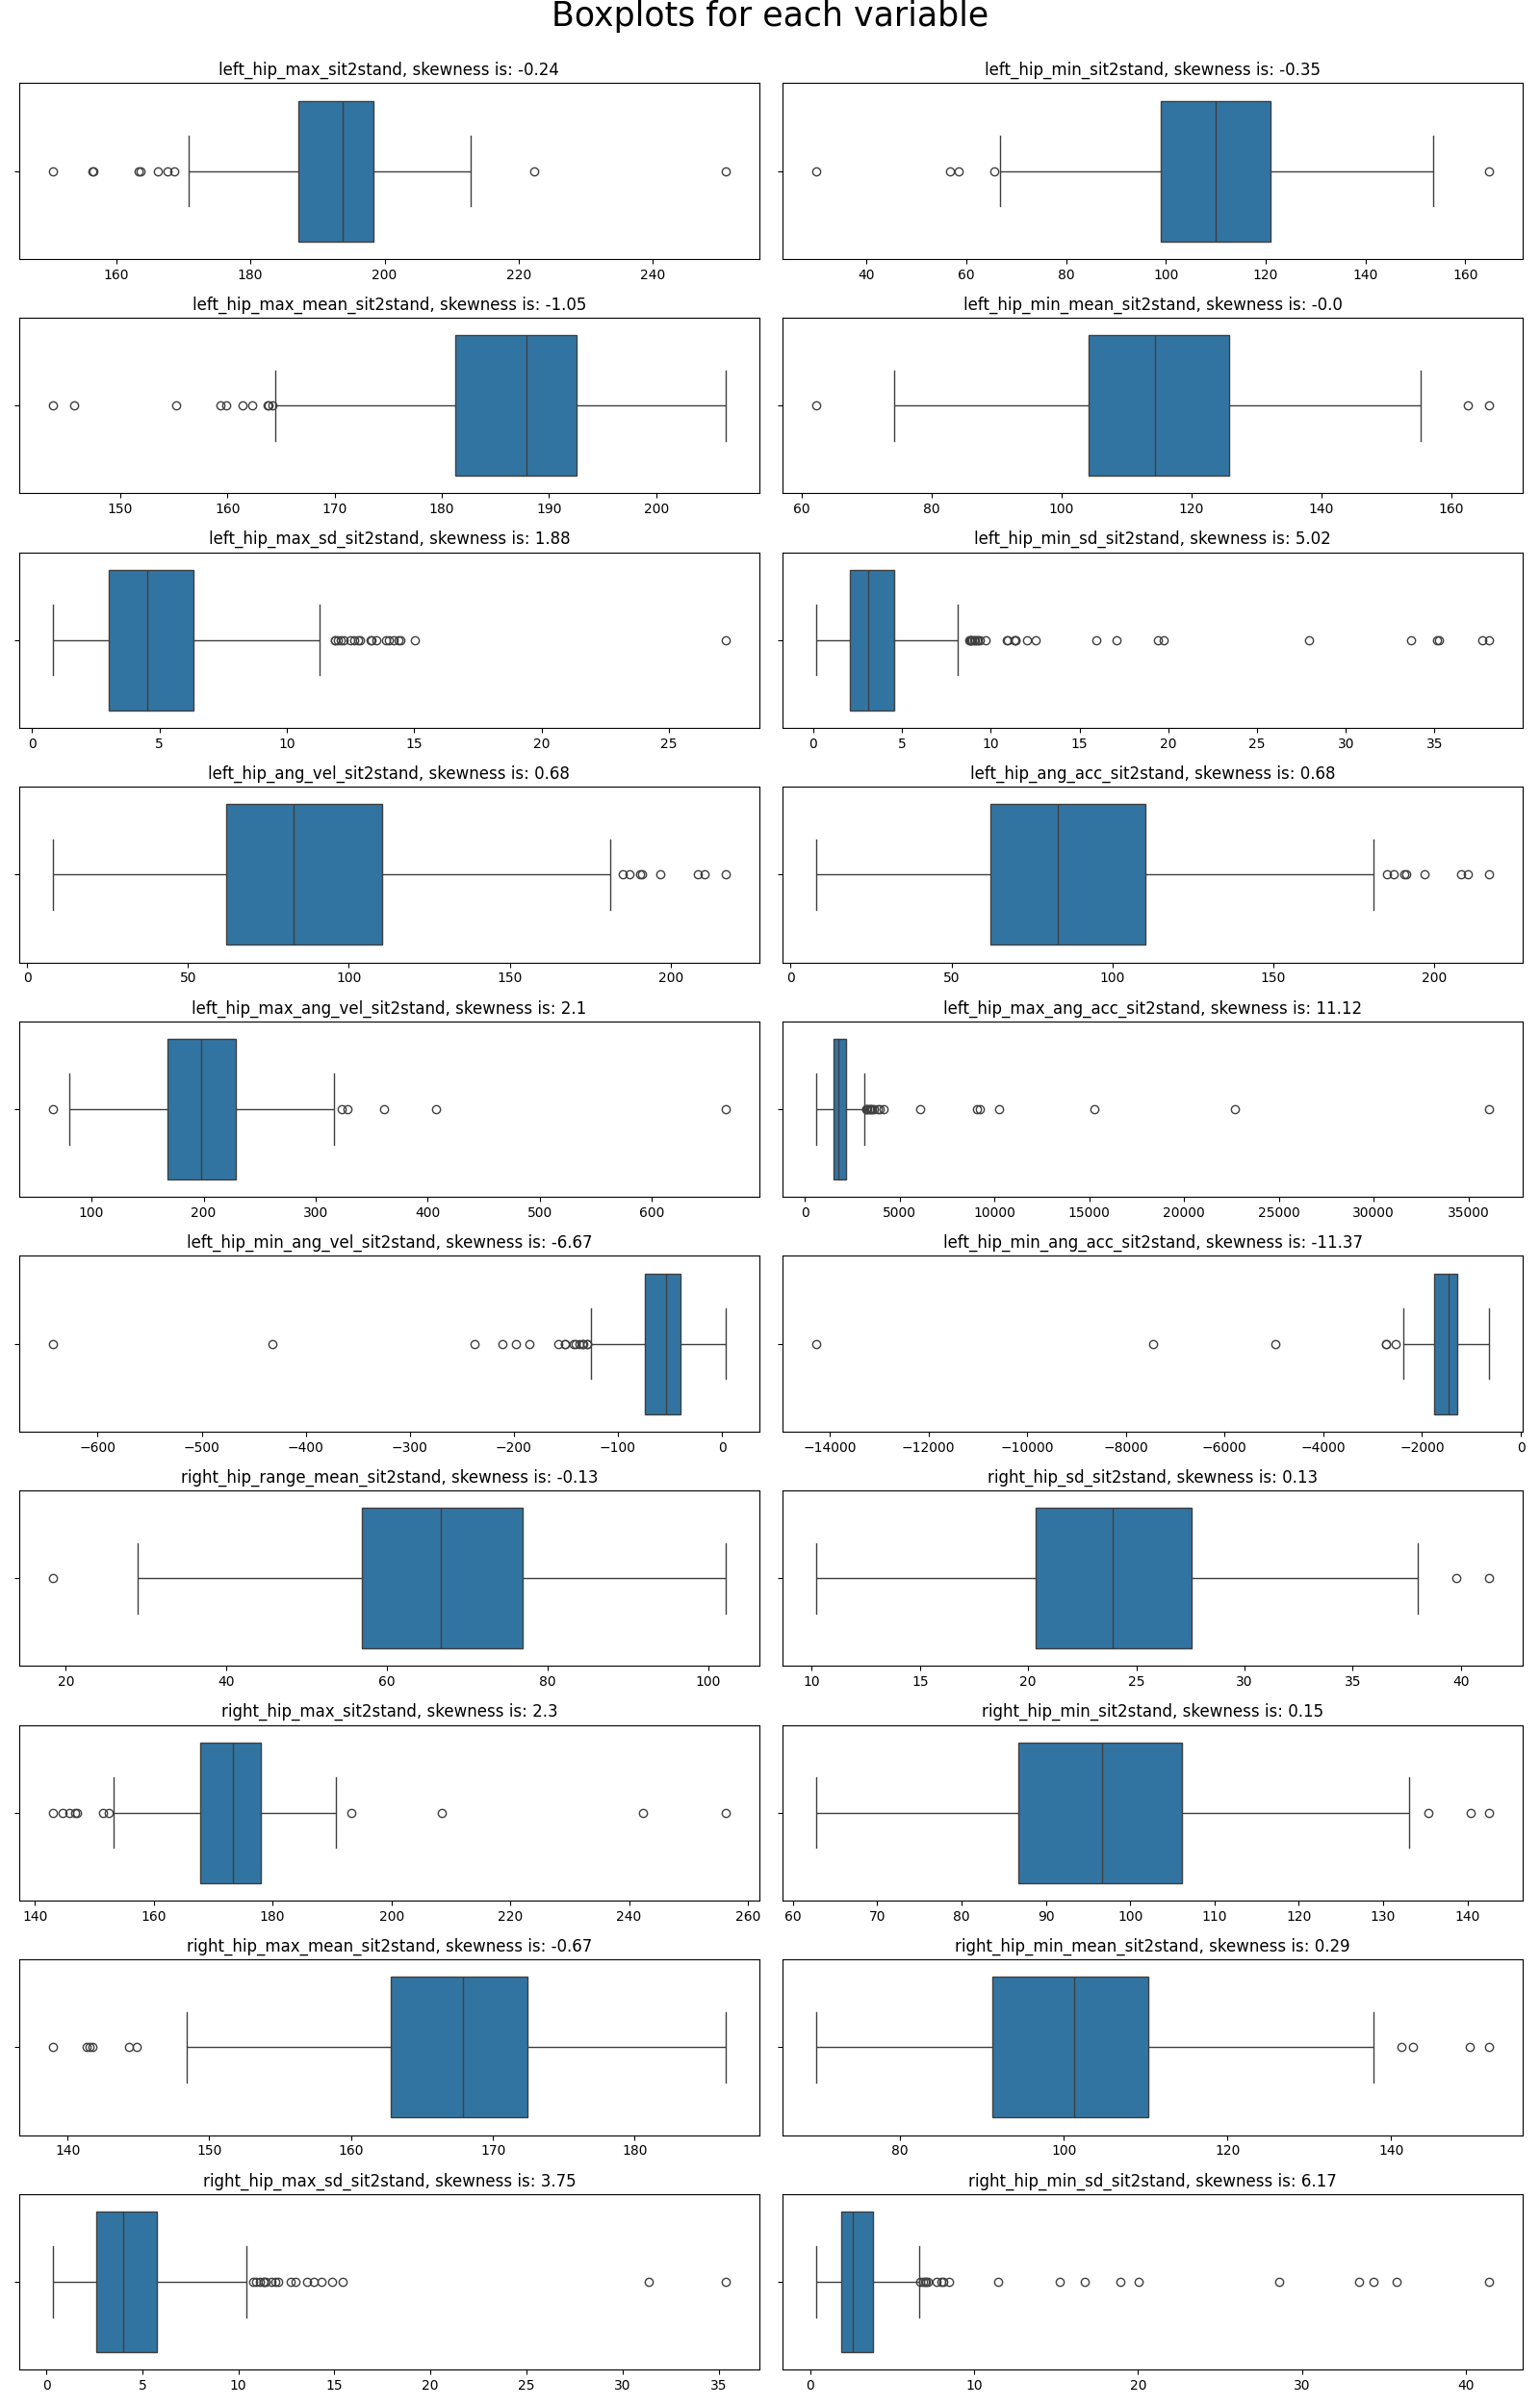 Boxplots for each variable
left_hip_max_sit2stand, skewness is: -0.24
left_hip_min_sit2stand, skewness is: -0.35
160 180 200 220 240
40 60 80 100 120 140 160
left_hip_max_mean_sit2stand, skewness is: -1.05
left_hip_min_mean_sit2stand, skewness is: -0.0
150 160 170 180 190 200
60 80 100 120 140 160
left_hip_max_sd_sit2stand, skewness is: 1.88
left_hip_min_sd_sit2stand, skewness is: 5.02
0 5 10 15 20 25
0 5 10 15 20 25 30 35
left_hip_ang_vel_sit2stand, skewness is: 0.68
left_hip_ang_acc_sit2stand, skewness is: 0.68
0 50 100 150 200
0 50 100 150 200
left_hip_max_ang_vel_sit2stand, skewness is: 2.1
left_hip_max_ang_acc_sit2stand, skewness is: 11.12
100 200 300 400 500 600
0 5000 10000 15000 20000 25000 30000 35000
left_hip_min_ang_vel_sit2stand, skewness is: -6.67
left_hip_min_ang_acc_sit2stand, skewness is: -11.37
−600 −500 −400 −300 −200 −100 0
−14000 −12000 −10000 −8000 −6000 −4000 −2000 0
right_hip_range_mean_sit2stand, skewness is: -0.13
right_hip_sd_sit2stand, skewness is: 0.13
20 40 60 80 100
10 15 20 25 30 35 40
right_hip_max_sit2stand, skewness is: 2.3
right_hip_min_sit2stand, skewness is: 0.15
140 160 180 200 220 240 260
60 70 80 90 100 110 120 130 140
right_hip_max_mean_sit2stand, skewness is: -0.67
right_hip_min_mean_sit2stand, skewness is: 0.29
140 150 160 170 180
80 100 120 140
right_hip_max_sd_sit2stand, skewness is: 3.75
right_hip_min_sd_sit2stand, skewness is: 6.17
0 5 10 15 20 25 30 35
0 10 20 30 40